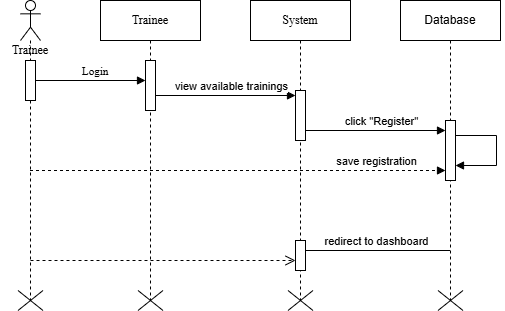 Trainee
System
Database
Trainee
Login
view available trainings
click "Register"
save registration
redirect to dashboard